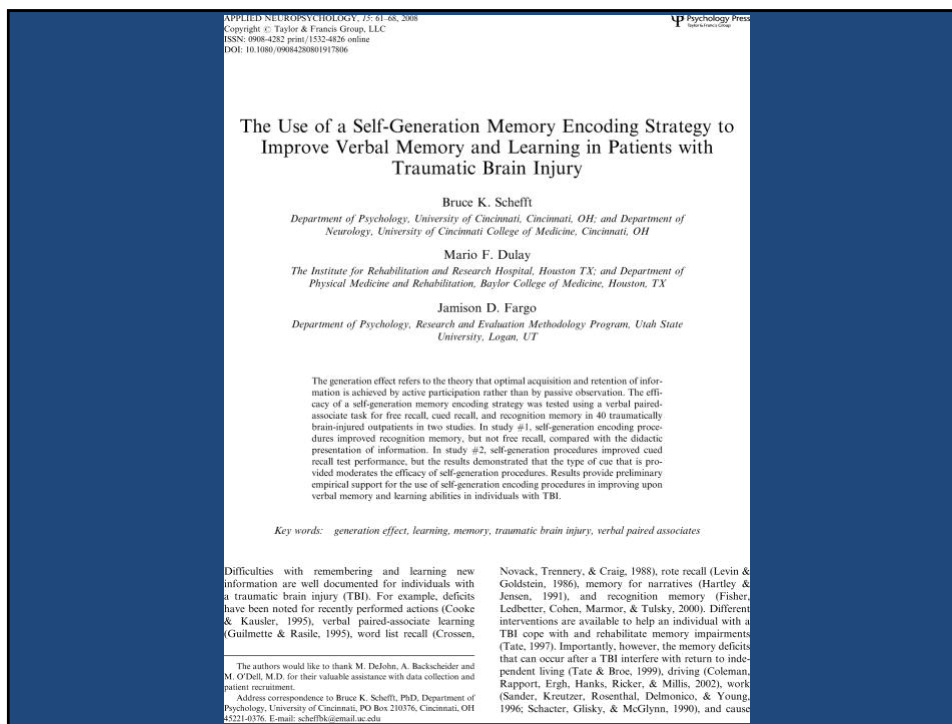 APPLIED NEUROPSYCHOLOGY, 15: 61–68, 2008
Copyright © Taylor & Francis Group, LLC
ISSN: 0908-4282 print/1532-4826 online
DOI: 10.1080/09084280801917806
Psychology Press
Taylor & Francis Group
The Use of a Self-Generation Memory Encoding Strategy to
Improve Verbal Memory and Learning in Patients with
Traumatic Brain Injury
Bruce K. Schefft
Department of Psychology, University of Cincinnati, Cincinnati, OH; and Department of
Neurology, University of Cincinnati College of Medicine, Cincinnati, OH
Mario F. Dulay
The Institute for Rehabilitation and Research Hospital, Houston TX; and Department of
Physical Medicine and Rehabilitation, Baylor College of Medicine, Houston, TX
Jamison D. Fargo
Department of Psychology, Research and Evaluation Methodology Program, Utah State
University, Logan, UT
The generation effect refers to the theory that optimal acquisition and retention of infor-
mation is achieved by active participation rather than by passive observation. The effi-
cacy of a self-generation memory encoding strategy was tested using a verbal paired-
associate task for free recall, cued recall, and recognition memory in 40 traumatically
brain-injured outpatients in two studies. In study #1, self-generation encoding proce-
dures improved recognition memory, but not free recall, compared with the didactic
presentation of information. In study #2, self-generation procedures improved cued
recall test performance, but the results demonstrated that the type of cue that is pro-
vided moderates the efficacy of self-generation procedures. Results provide preliminary
empirical support for the use of self-generation encoding procedures in improving upon
verbal memory and learning abilities in individuals with TBI.
Key words: generation effect, learning, memory, traumatic brain injury, verbal paired associates
Difficulties with remembering and learning new
information are well documented for individuals with
a traumatic brain injury (TBI). For example, deficits
have been noted for recently performed actions (Cooke
& Kausler, 1995), verbal paired-associate learning
(Guilmette & Rasile, 1995), word list recall (Crossen,
The authors would like to thank M. DeJohn, A. Backscheider and
M. O'Dell, M.D. for their valuable assistance with data collection and
patient recruitment.
Address correspondence to Bruce K. Schefft, PhD, Department of
Psychology, University of Cincinnati, PO Box 210376, Cincinnati, OH
45221-0376. E-mail: scheffbk@email.uc.edu
Novack, Trennery, & Craig, 1988), rote recall (Levin &
Goldstein, 1986), memory for narratives (Hartley &
Jensen, 1991), and recognition memory (Fisher,
Ledbetter, Cohen, Marmor, & Tulsky, 2000). Different
interventions are available to help an individual with a
TBI cope with and rehabilitate memory impairments
(Tate, 1997). Importantly, however, the memory deficits
that can occur after a TBI interfere with return to inde-
pendent living (Tate & Broe, 1999), driving (Coleman,
Rapport, Ergh, Hanks, Ricker, & Millis, 2002), work
(Sander, Kreutzer, Rosenthal, Delmonico, & Young,
1996; Schacter, Glisky, & McGlynn, 1990), and cause